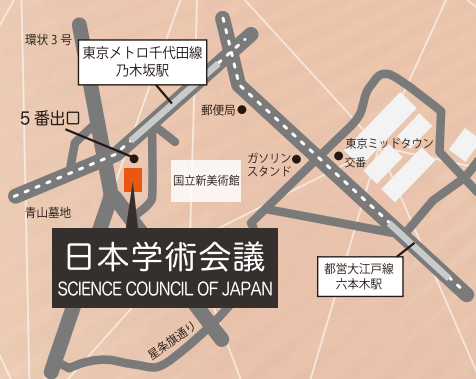 環状3号
東京メトロ千代田線
乃木坂駅
5番出口
郵便局
ガソリン
スタンド
東京ミッドタウン
交番
国立新美術館
青山墓地
日本学術会議
SCIENCE COUNCIL OF JAPAN
都営大江戸線
六本木駅
星条旗通り